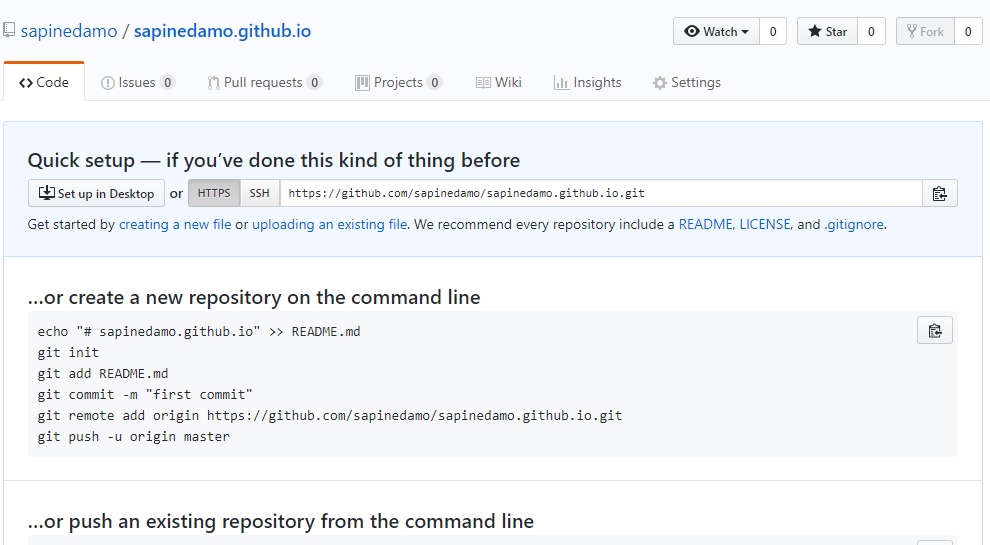 sapinedamo / sapinedamo.github.io
Watch 0 Star 0 Fork 0
Code Issues 0 Pull requests 0 Projects 0 Wiki Insights Settings
Quick setup — if you’ve done this kind of thing before
Set up in Desktop or HTTPS SSH https://github.com/sapinedamo/sapinedamo.github.io.git
Get started by creating a new file or uploading an existing file. We recommend every repository include a README, LICENSE, and .gitignore.
…or create a new repository on the command line
echo "# sapinedamo.github.io" >> README.md
git init
git add README.md
git commit -m "first commit"
git remote add origin https://github.com/sapinedamo/sapinedamo.github.io.git
git push -u origin master
…or push an existing repository from the command line